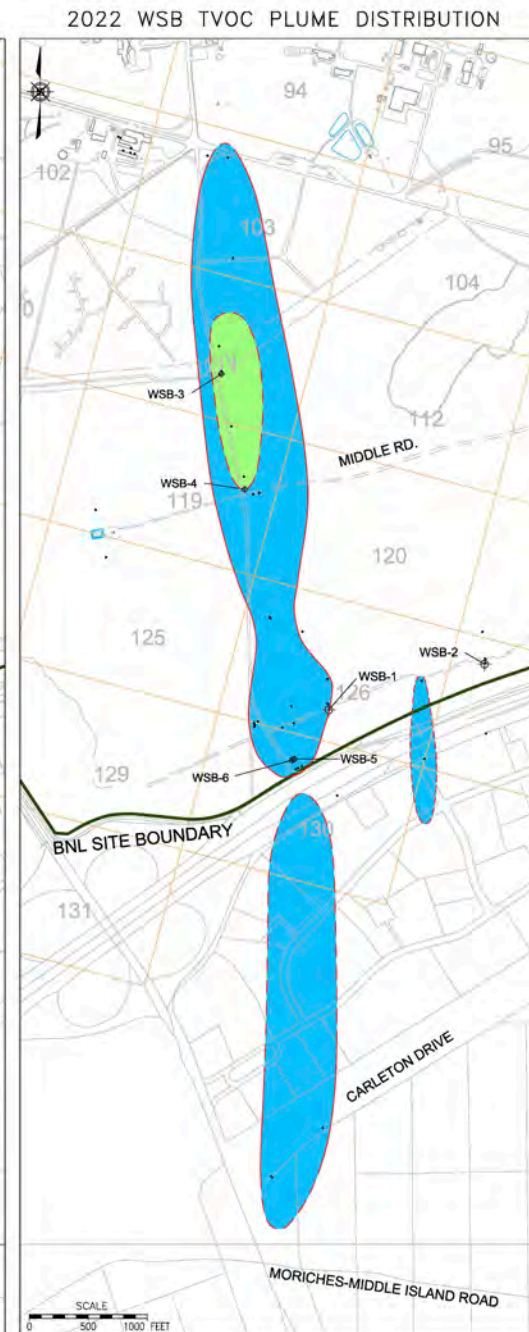 2022 WSB TVOC PLUME DISTRIBUTION
94
95
102
103
104
WSB-3
112
MIDDLE RD.
WSB-4
119
120
125
WSB-2
WSB-1
126
WSB-5
WSB-6
129
130
BNL SITE BOUNDARY
131
CARLETON DRIVE
MORICHES-MIDDLE ISLAND ROAD
SCALE
0 500 1000 FEET